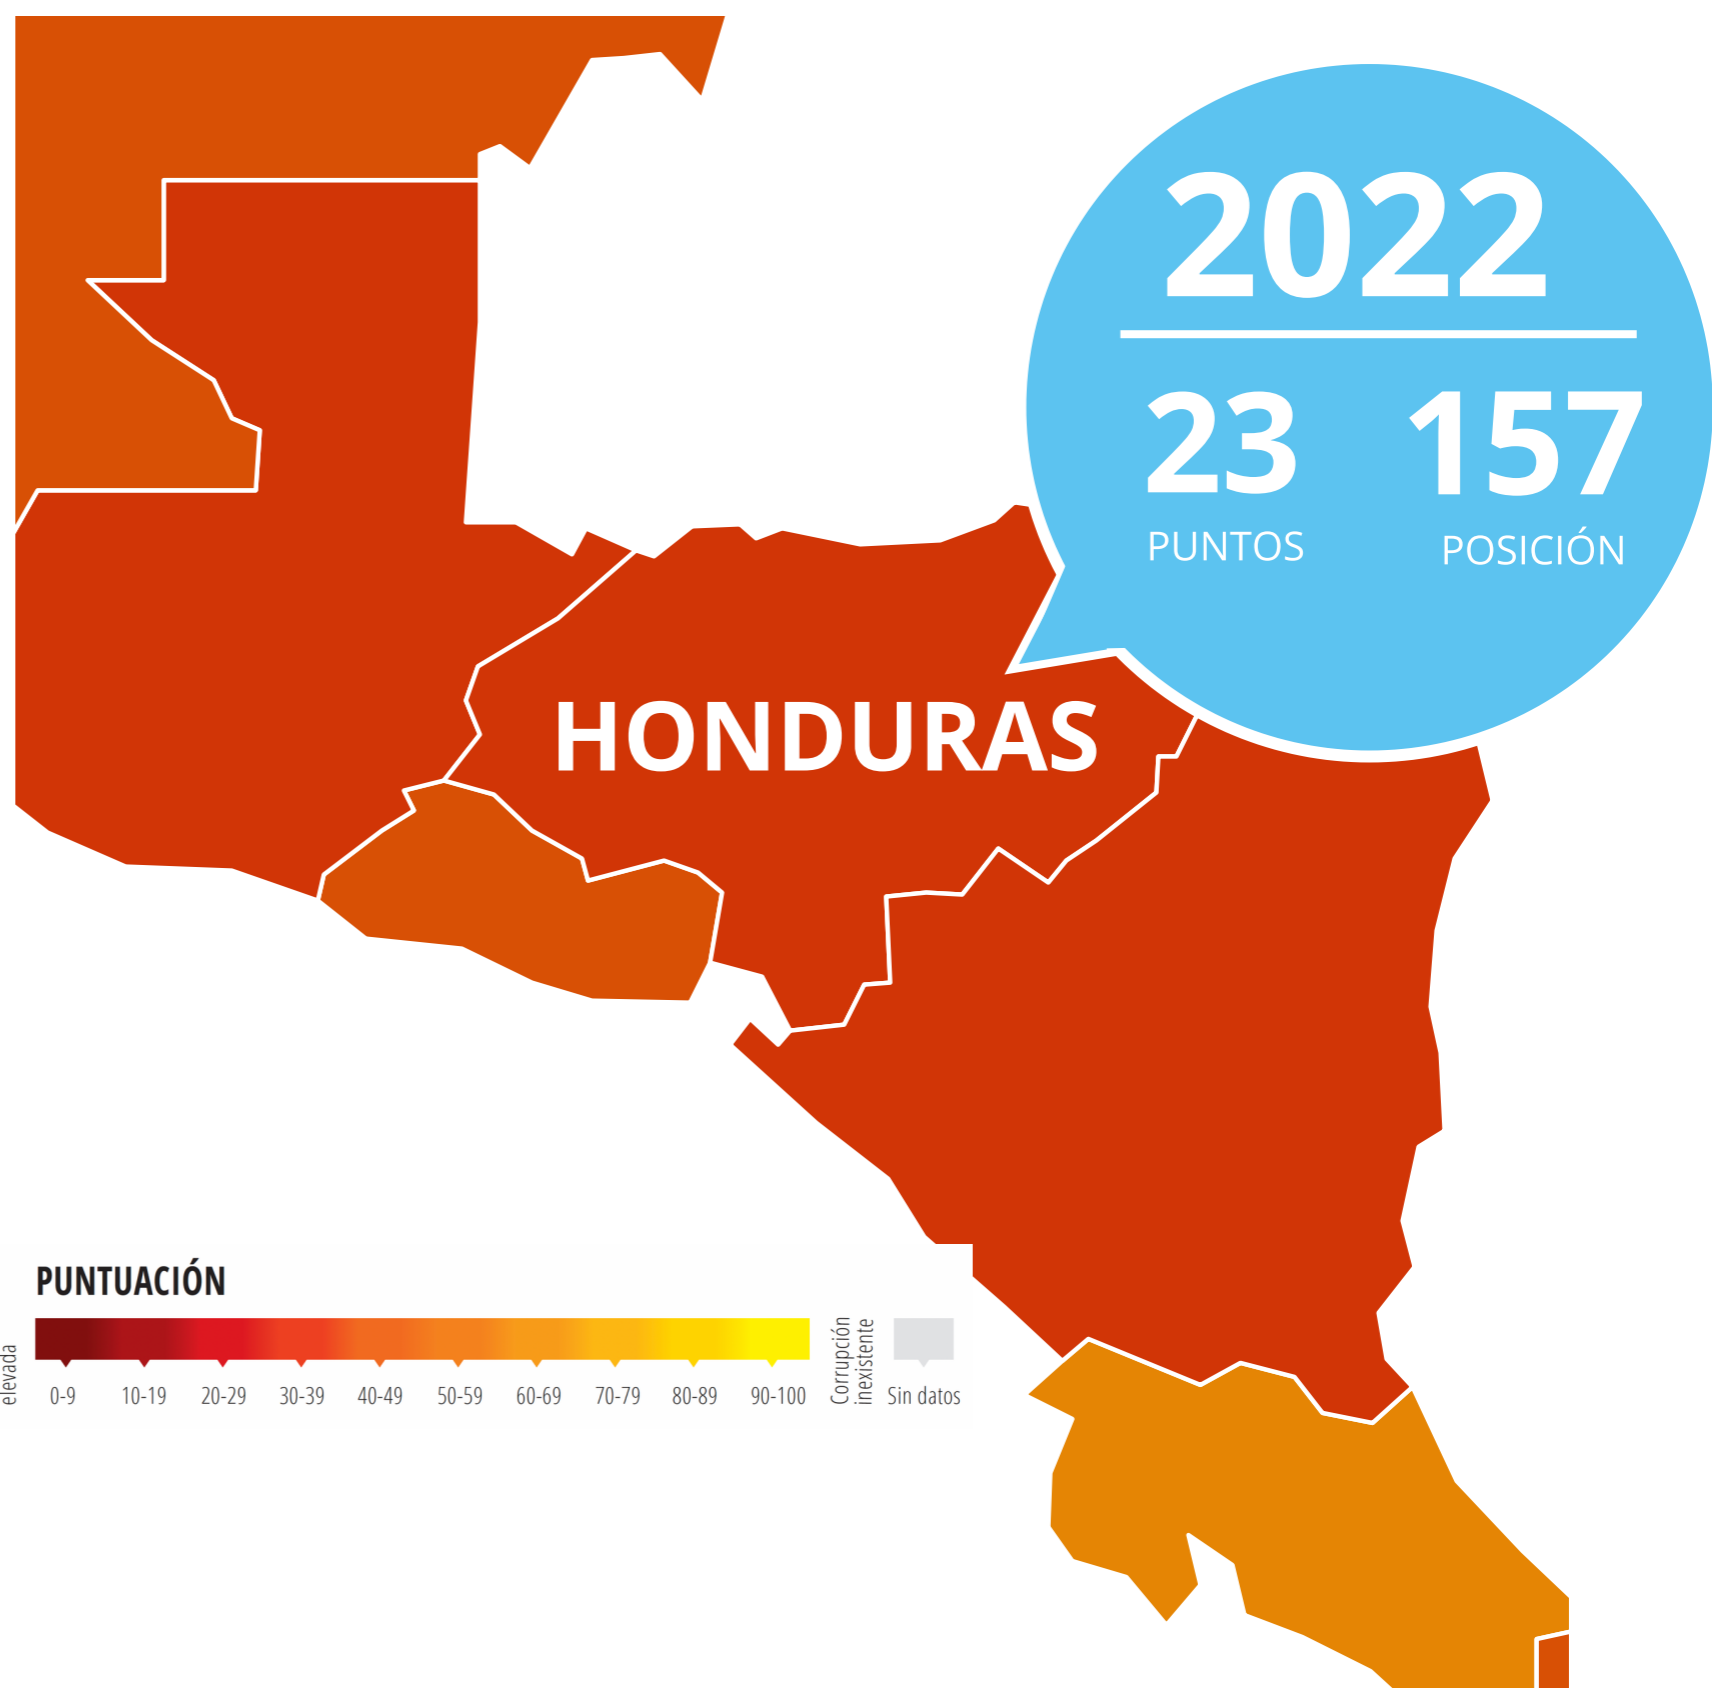 2022
23 157
PUNTOS POSICIÓN
HONDURAS
PUNTUACIÓN
elevada
0-9 10-19 20-29 30-39 40-49 50-59 60-69 70-79 80-89 90-100
Corrupción
inexistente
Sin datos